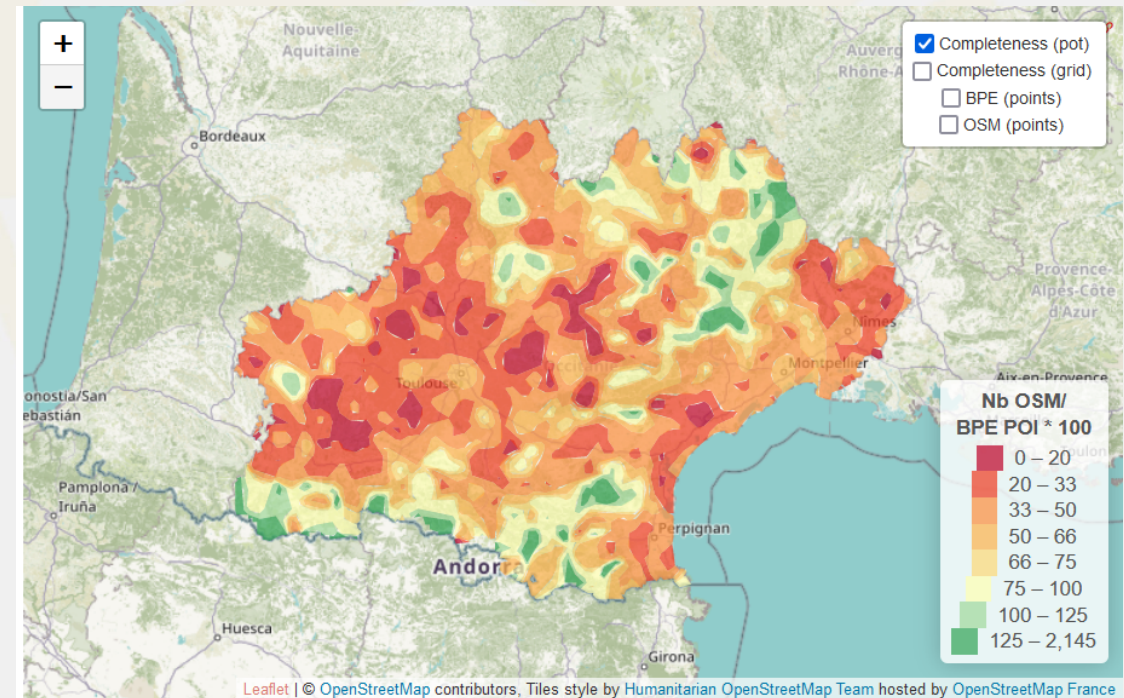 +
−
Nouvelle-
Aquitaine
Bordeaux
Completeness (pot)
Completeness (grid)
BPE (points)
OSM (points)
Provence-
Alpes-Côte
d'Azur
Nîmes
Montpellier
Aix-en-Provence
Toulouse
onostia/San
ebastián
Pamplona /
Iruña
Perpignan
Andorra
Huesca
Girona
Nb OSM/
BPE POI * 100
0 – 20
20 – 33
33 – 50
50 – 66
66 – 75
75 – 100
100 – 125
125 – 2,145
Leaflet | © OpenStreetMap contributors, Tiles style by Humanitarian OpenStreetMap Team hosted by OpenStreetMap France